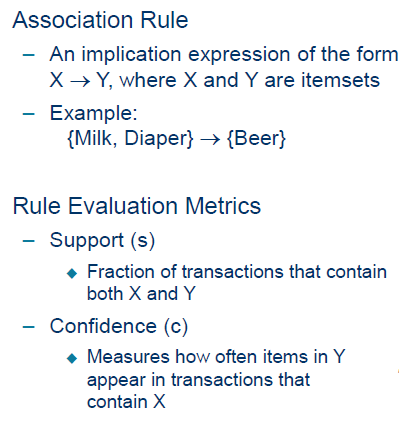 Association Rule
– An implication expression of the form
X → Y, where X and Y are itemsets
– Example:
{Milk, Diaper} → {Beer}
Rule Evaluation Metrics
– Support (s)
◆ Fraction of transactions that contain
both X and Y
– Confidence (c)
◆ Measures how often items in Y
appear in transactions that
contain X